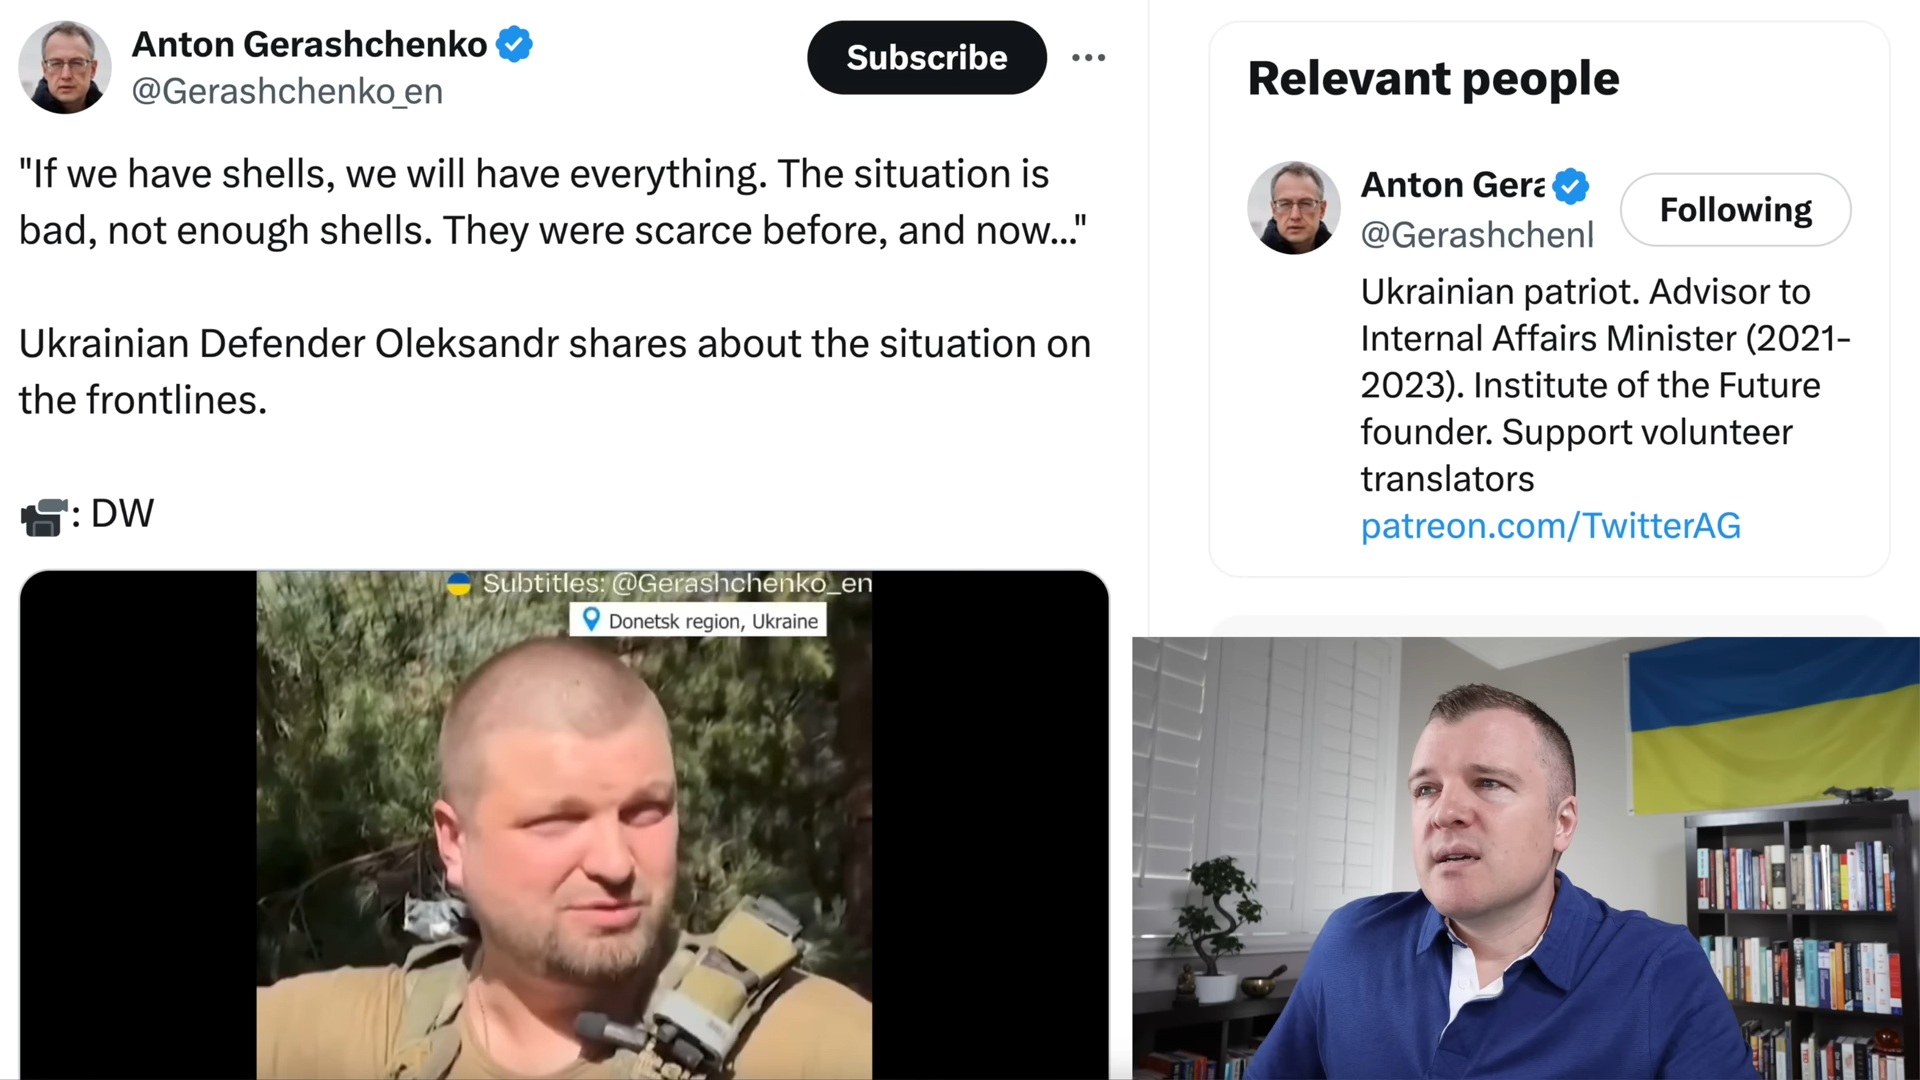 Anton Gerashchenko
@Gerashchenko_en
Subscribe
"If we have shells, we will have everything. The situation is
bad, not enough shells. They were scarce before, and now..."
Ukrainian Defender Oleksandr shares about the situation on
the frontlines.
: DW
Subtitles: @Gerashchenko_en
Donetsk region, Ukraine
Relevant people
Anton Gera
@Gerashchenl
Following
Ukrainian patriot. Advisor to
Internal Affairs Minister (2021-
2023). Institute of the Future
founder. Support volunteer
translators
patreon.com/TwitterAG